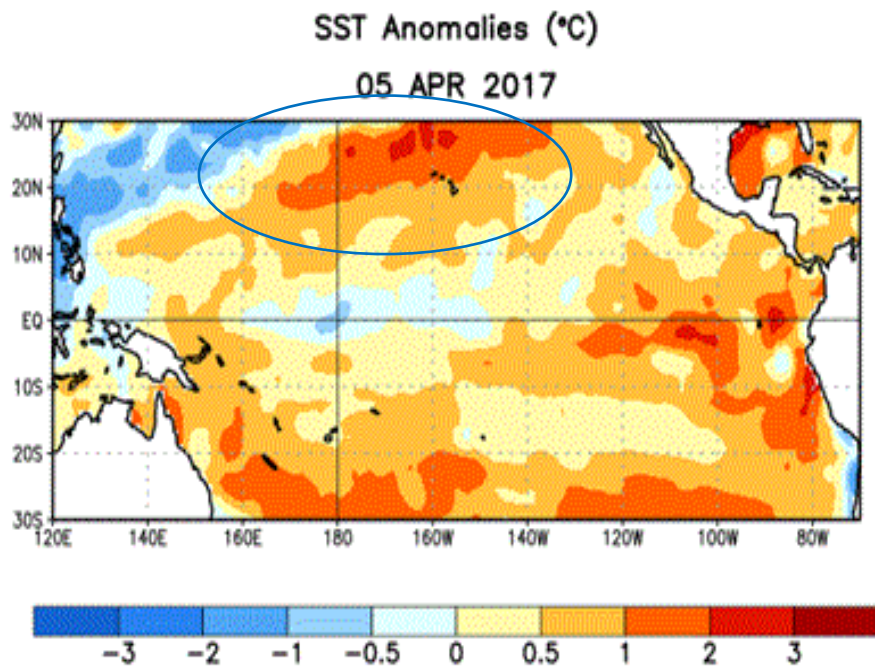 SST Anomalies (°C)
05 APR 2017
30N
20N
10N
EQ
10S
20S
30S
120E 140E 160E 180 160W 140W 120W 100W 80W
-3 -2 -1 -0.5 0 0.5 1 2 3